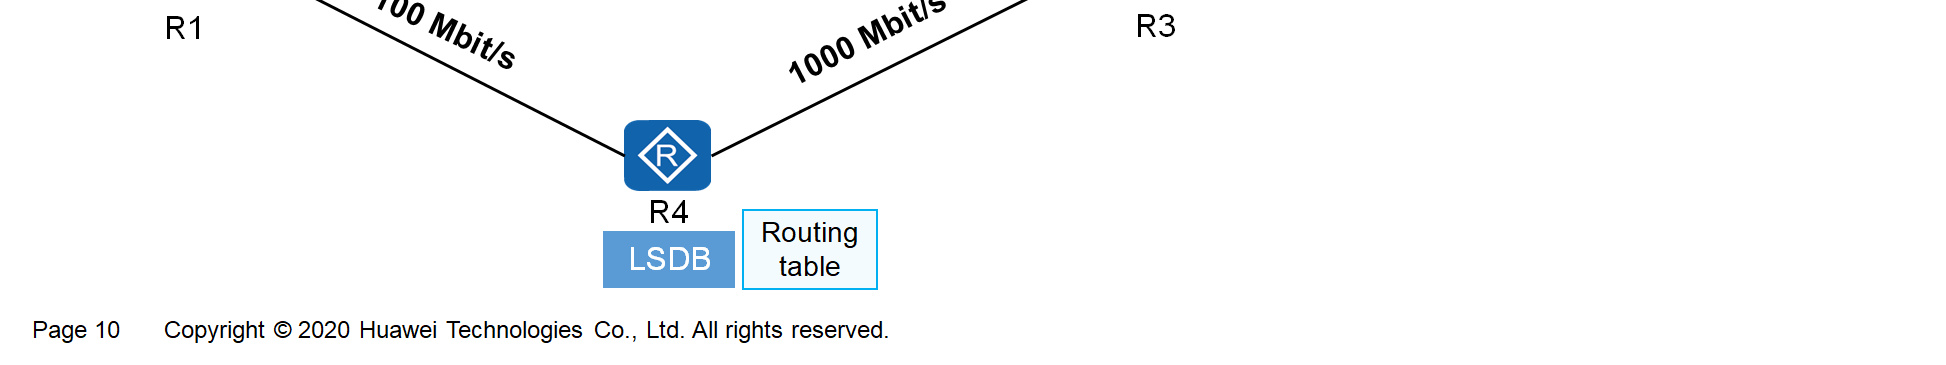 R1
100 Mbit/s
1000 Mbit/s
R3
R
R4
LSDB
Routing
table
Page 10 Copyright © 2020 Huawei Technologies Co., Ltd. All rights reserved.